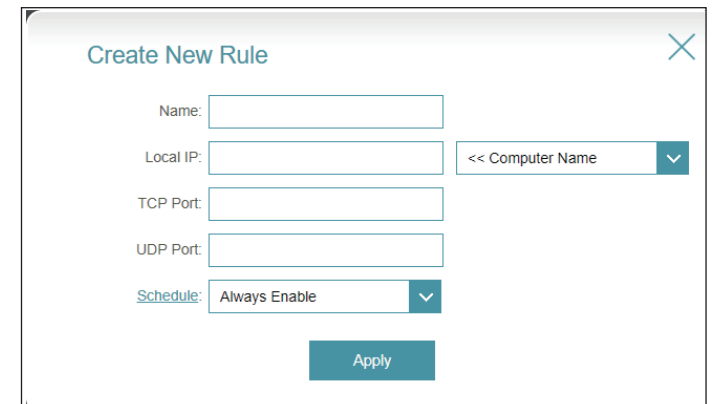 Create New Rule
Name:
Local IP: << Computer Name
TCP Port:
UDP Port:
Schedule: Always Enable
Apply